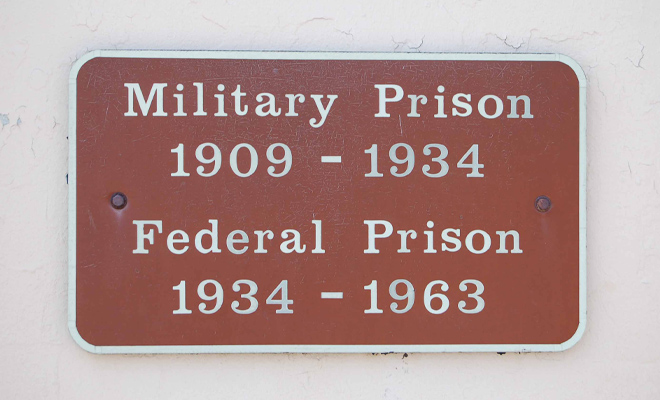 Military Prison
1909 - 1934
Federal Prison
1934 - 1963